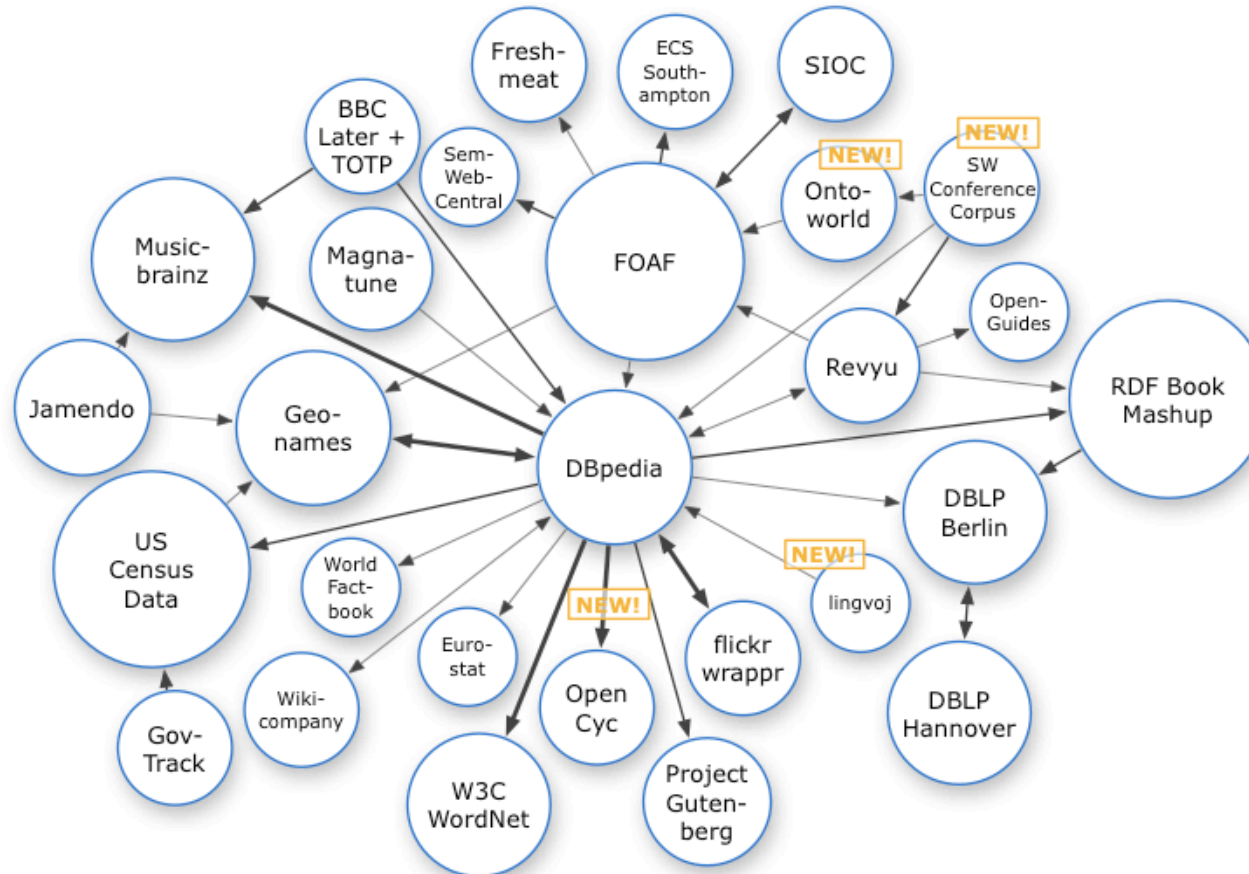 Fresh-
meat
ECS
South-
ampton
SIOC
BBC
Later +
TOTP
Sem-
Web-
Central
NEW!
Onto-
world
NEW!
SW
Conference
Corpus
Music-
brainz
Magna-
tune
FOAF
Open-
Guides
Revyu
RDF Book
Mashup
Jamendo
Geo-
names
DBpedia
DBLP
Berlin
US
Census
Data
World
Fact-
book
NEW!
NEW!
lingvoj
Euro-
stat
flickr
wrappr
Wiki-
company
Open
Cyc
DBLP
Hannover
Gov-
Track
W3C
WordNet
Project
Guten-
berg